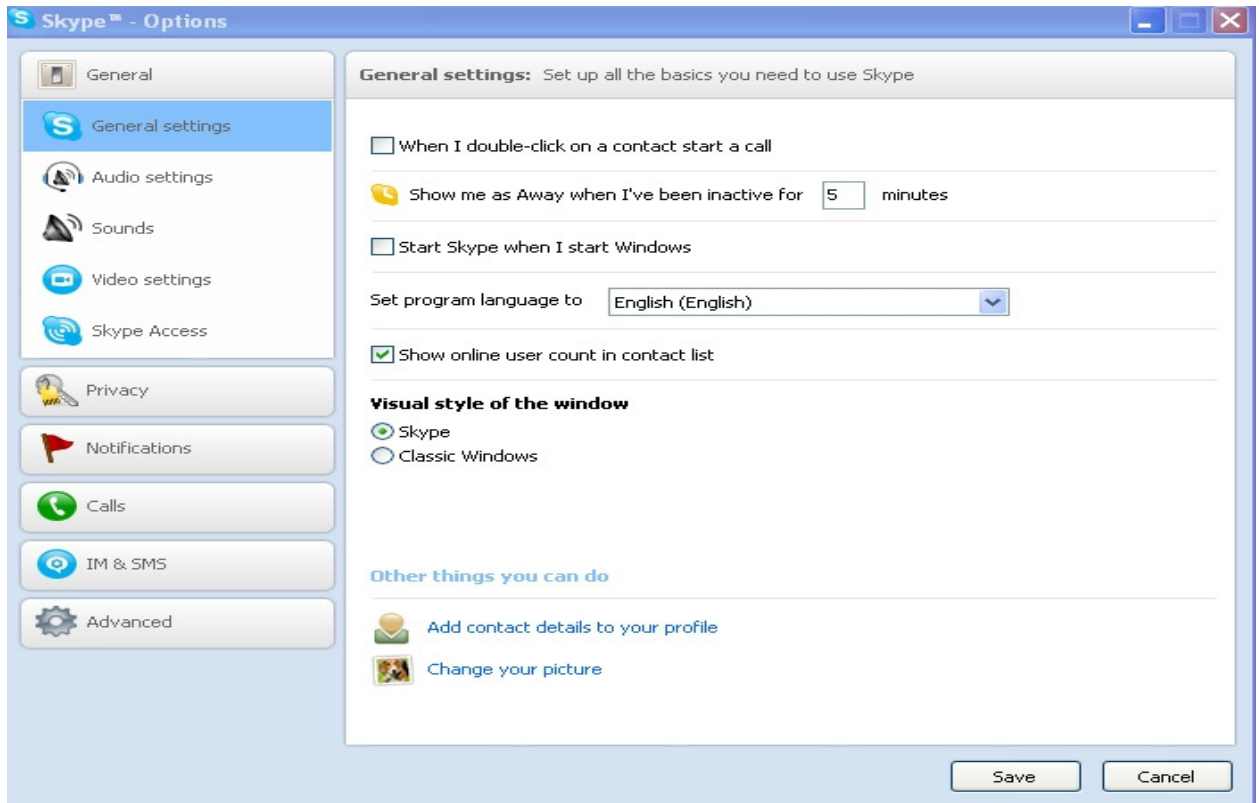 Skype™ - Options
General
General settings
Audio settings
Sounds
Video settings
Skype Access
Privacy
Notifications
Calls
IM & SMS
Advanced
General settings: Set up all the basics you need to use Skype
When I double-click on a contact start a call
Show me as Away when I've been inactive for 5 minutes
Start Skype when I start Windows
Set program language to English (English)
Show online user count in contact list
Visual style of the window
Skype
Classic Windows
Other things you can do
Add contact details to your profile
Change your picture
Save Cancel